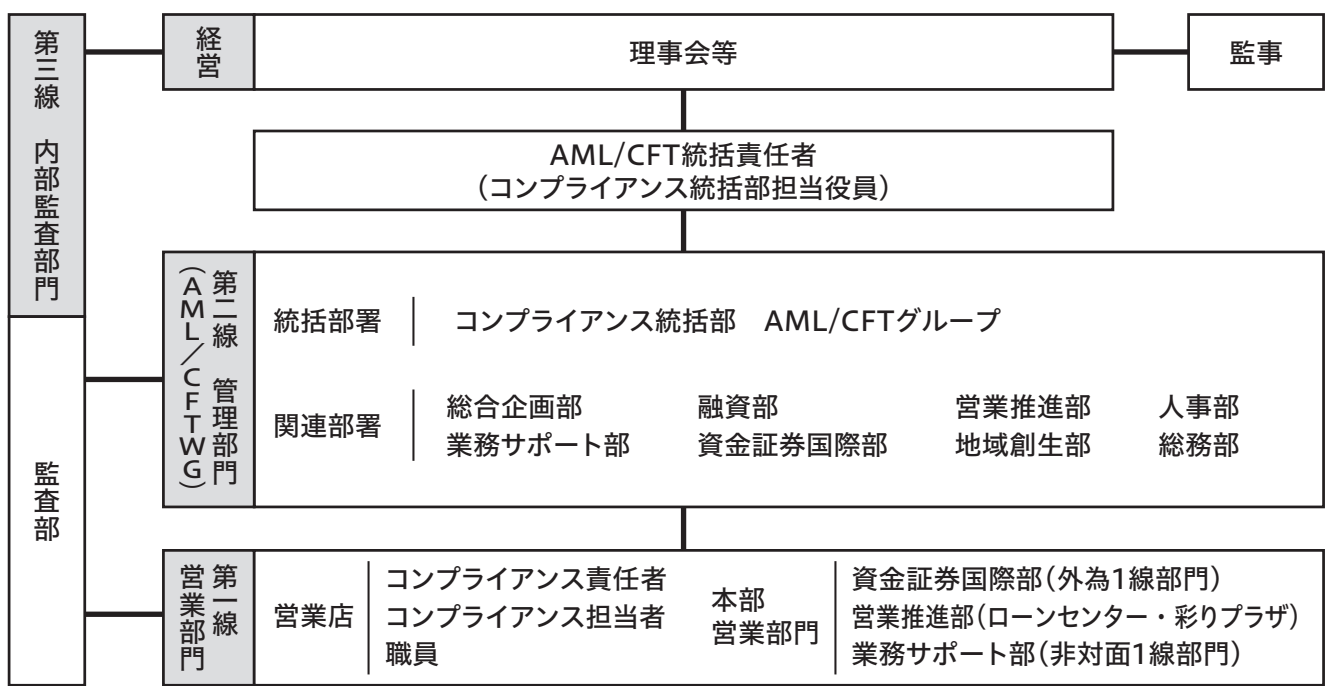 第三線 内部監査部門
監査部
経営
理事会等
監事
AML/CFT統括責任者
（コンプライアンス統括部担当役員）
第二線 管理部門
（AML／CFTWG）
統括部署
コンプライアンス統括部 AML/CFTグループ
関連部署
総合企画部 融資部 営業推進部 人事部
業務サポート部 資金証券国際部 地域創生部 総務部
第一線
営業部門
営業店
コンプライアンス責任者
コンプライアンス担当者
職員
本部
営業部門
資金証券国際部（外為1線部門）
営業推進部（ローンセンター・彩りプラザ）
業務サポート部（非対面1線部門）